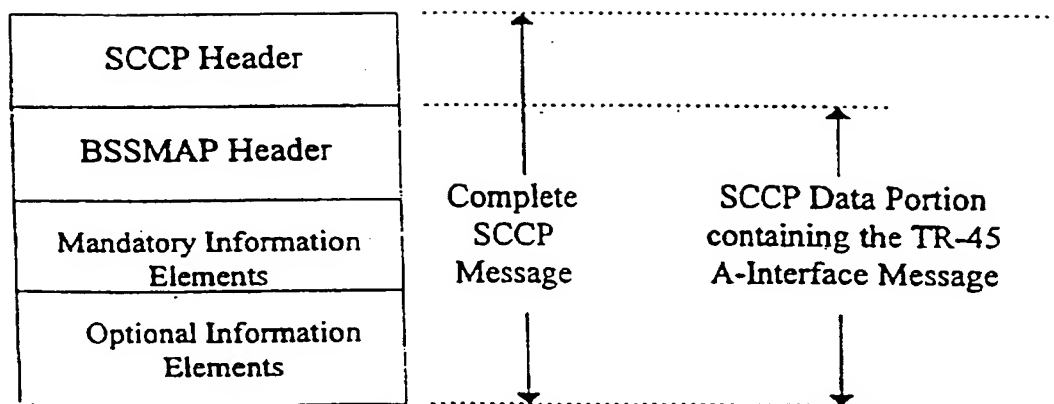 SCCP Header
BSSMAP Header
Mandatory Information
Elements
Optional Information
Elements
Complete
SCCP
Message
SCCP Data Portion
containing the TR-45
A-Interface Message